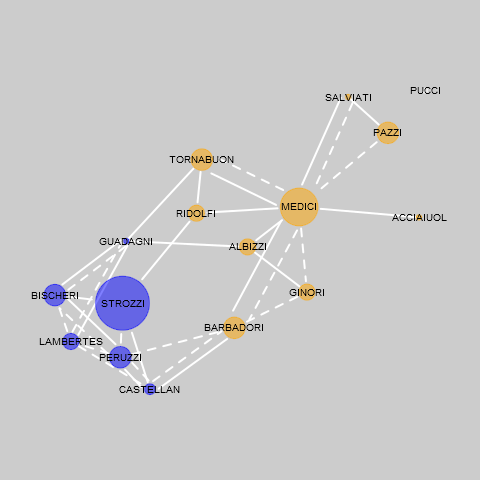 PUCCI
SALVIATI
PAZZI
TORNABUON
MEDICI
RIDOLFI
ACCIAIUOL
GUADAGNI
ALBIZZI
GINORI
BISCHERI
STROZZI
BARBADORI
LAMBERTES
PERUZZI
CASTELLAN